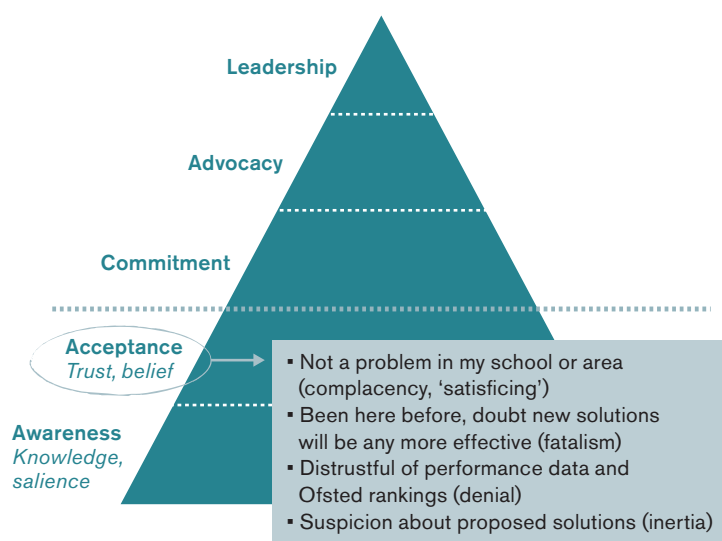 Leadership
Advocacy
Commitment
Acceptance
Trust, belief
▪ Not a problem in my school or area
(complacency, ‘satisficing’)
▪ Been here before, doubt new solutions
will be any more effective (fatalism)
▪ Distrustful of performance data and
Ofsted rankings (denial)
▪ Suspicion about proposed solutions (inertia)
Awareness
Knowledge,
salience